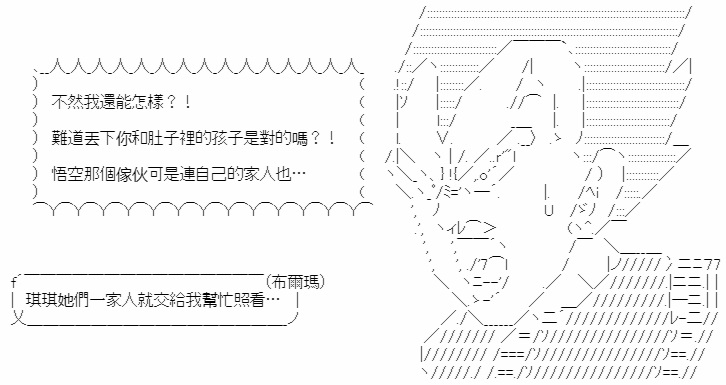 不然我還能怎樣？！
難道丟下你和肚子裡的孩子是對的嗎？！
悟空那個傢伙可是連自己的家人也…
(布爾瑪)
琪琪她們一家人就交給我幫忙照看…